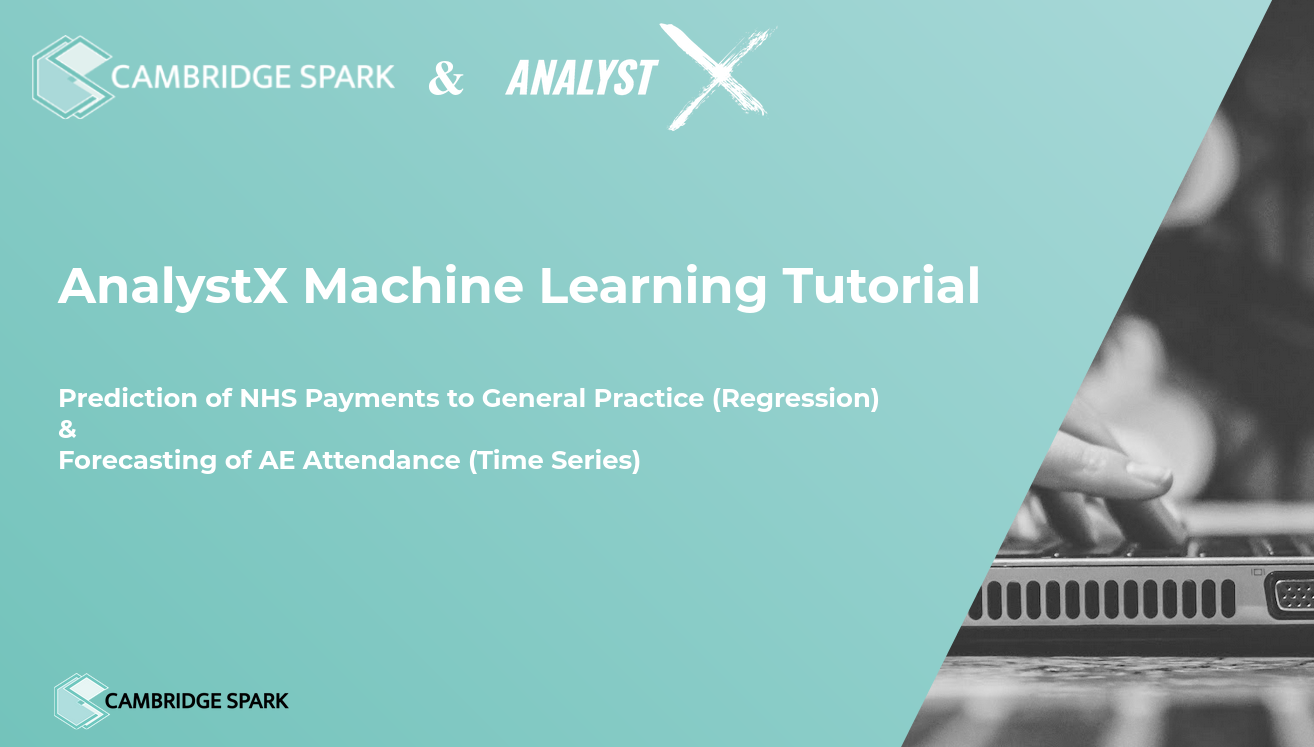 CAMBRIDGE SPARK & ANALYST X
AnalystX Machine Learning Tutorial
Prediction of NHS Payments to General Practice (Regression)
&
Forecasting of AE Attendance (Time Series)
CAMBRIDGE SPARK